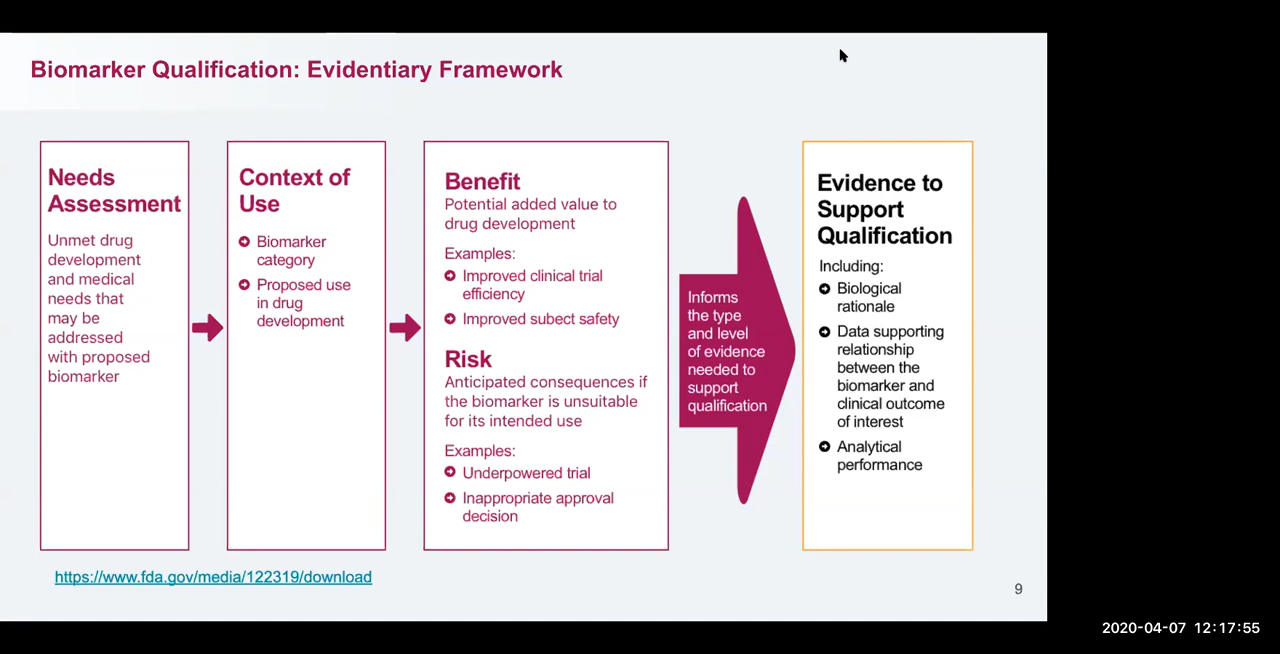 Biomarker Qualification: Evidentiary Framework
Needs
Assessment
Unmet drug
development
and medical
needs that
may be
addressed
with proposed
biomarker
Context of
Use
Biomarker
category
Proposed use
in drug
development
Benefit
Potential added value to
drug development
Examples:
Improved clinical trial
efficiency
Improved subect safety
Risk
Anticipated consequences if
the biomarker is unsuitable
for its intended use
Examples:
Underpowered trial
Inappropriate approval
decision
Informs
the type
and level
of evidence
needed to
support
qualification
Evidence to
Support
Qualification
Including:
Biological
rationale
Data supporting
relationship
between the
biomarker and
clinical outcome
of interest
Analytical
performance
https://www.fda.gov/media/122319/download
9
2020-04-07 12:17:55